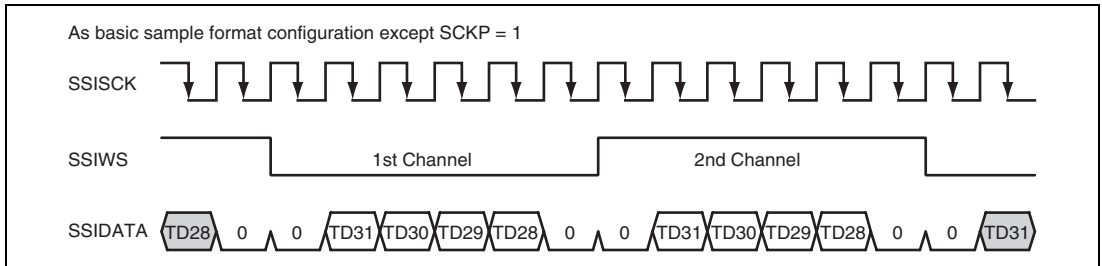 As basic sample format configuration except SCKP = 1
SSISCK
SSIWS 1st Channel 2nd Channel
SSIDATA TD28 0 0 TD31 TD30 TD29 TD28 0 0 TD31 TD30 TD29 TD28 0 0 TD31